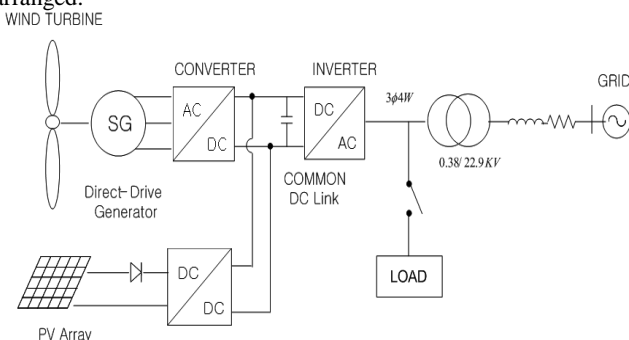 arranged.
WIND TURBINE
CONVERTER
INVERTER
GRID
3ϕ4W
AC
DC
SG
DC
AC
0.38/ 22.9KV
COMMON
DC Link
Direct-Drive
Generator
DC
DC
LOAD
PV Array